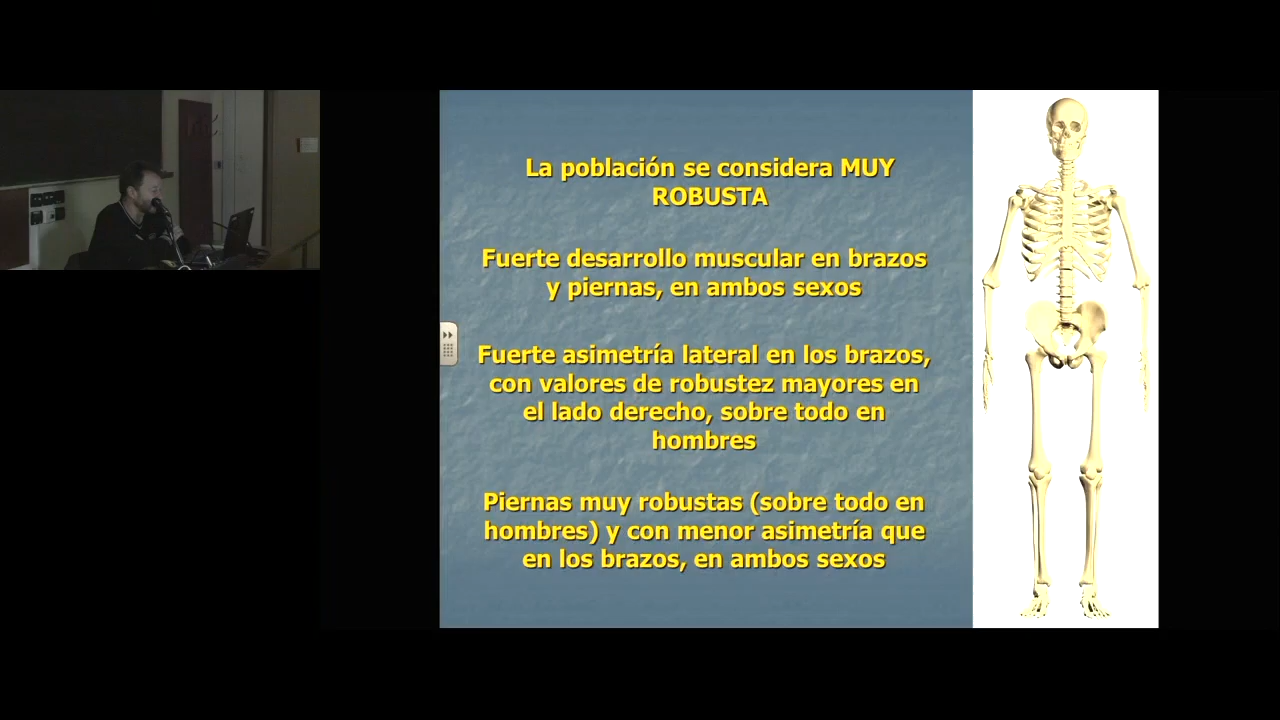 La población se considera MUY
ROBUSTA
Fuerte desarrollo muscular en brazos
y piernas, en ambos sexos
Fuerte asimetría lateral en los brazos,
con valores de robustez mayores en
el lado derecho, sobre todo en
hombres
Piernas muy robustas (sobre todo en
hombres) y con menor asimetría que
en los brazos, en ambos sexos